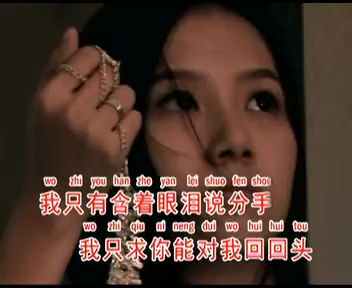 wo zhi you han zhe yan lei shuo fen shou
我只有含着眼泪说分手
wo zhi qiu ni neng dui wo hui hui tou
我只求你能对我回回头